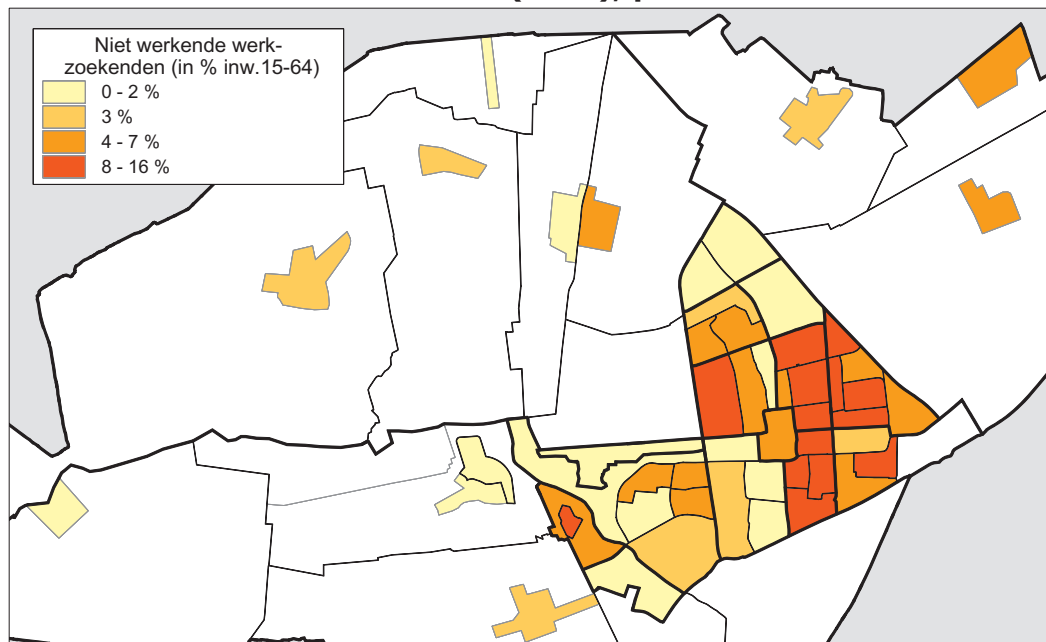 Niet werkende werk-
zoekenden (in % inw.15-64)
0 - 2 %
3 %
4 - 7 %
8 - 16 %